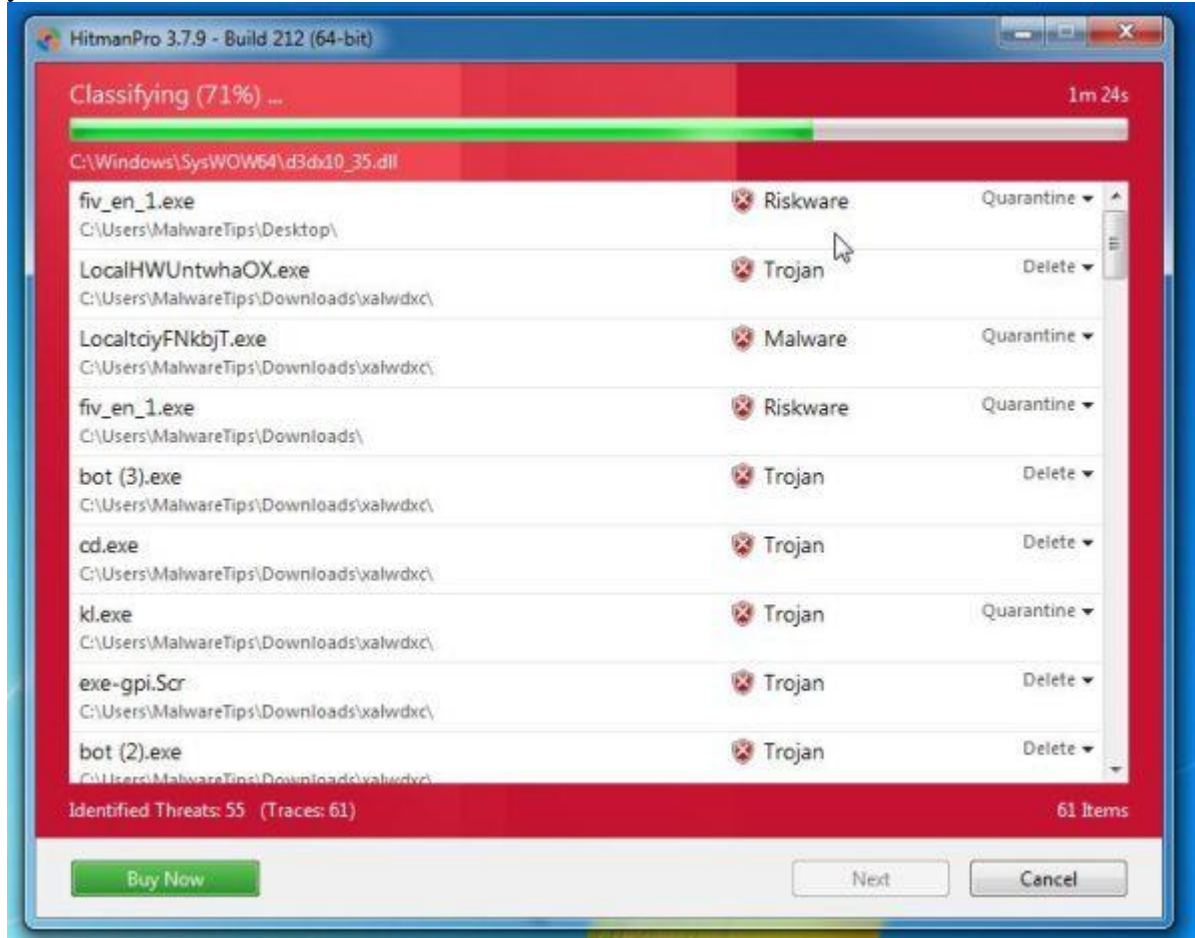 HitmanPro 3.7.9 - Build 212 (64-bit)
Classifying (71%) ...
1m 24s
C:\Windows\SysWOW64\d3dx10_35.dll
fiv_en_1.exe
Riskware
Quarantine
C:\Users\MalwareTips\Desktop\
LocalHWUntwhaOX.exe
Trojan
Delete
C:\Users\MalwareTips\Downloads\xalwdxc\
LocaltciyFNkbjT.exe
Malware
Quarantine
C:\Users\MalwareTips\Downloads\xalwdxc\
fiv_en_1.exe
Riskware
Quarantine
C:\Users\MalwareTips\Downloads\
bot (3).exe
Trojan
Delete
C:\Users\MalwareTips\Downloads\xalwdxc\
cd.exe
Trojan
Delete
C:\Users\MalwareTips\Downloads\xalwdxc\
kl.exe
Trojan
Quarantine
C:\Users\MalwareTips\Downloads\xalwdxc\
exe-gpi.Scr
Trojan
Delete
C:\Users\MalwareTips\Downloads\xalwdxc\
bot (2).exe
Trojan
Delete
C:\Users\MalwareTips\Downloads\xalwdxc\
Identified Threats: 55 (Traces: 61)
61 Items
Buy Now
Next
Cancel